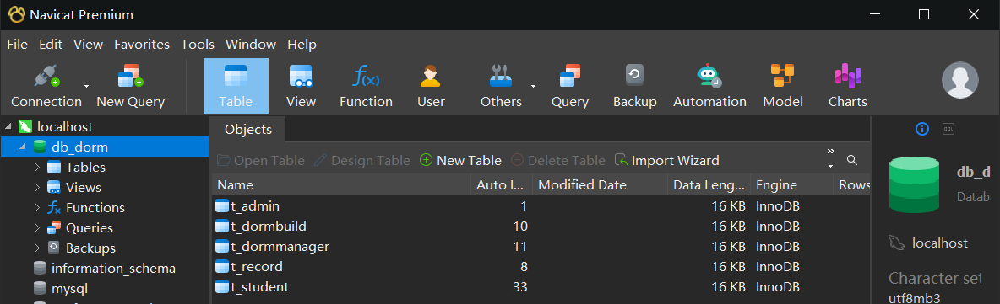 Navicat Premium
File Edit View Favorites Tools Window Help
Connection New Query Table View Function User Others Query Backup Automation Model Charts
localhost
db_dorm
Tables
Views
Functions
Queries
Backups
information_schema
mysql
Objects
Open Table Design Table New Table Delete Table Import Wizard »
Name Auto I... Modified Date Data Leng... Engine Rows
t_admin 1 16 KB InnoDB
t_dormbuild 10 16 KB InnoDB
t_dormmanager 11 16 KB InnoDB
t_record 8 16 KB InnoDB
t_student 33 16 KB InnoDB
db_d
Datab
localhost
Character set
utf8mb3